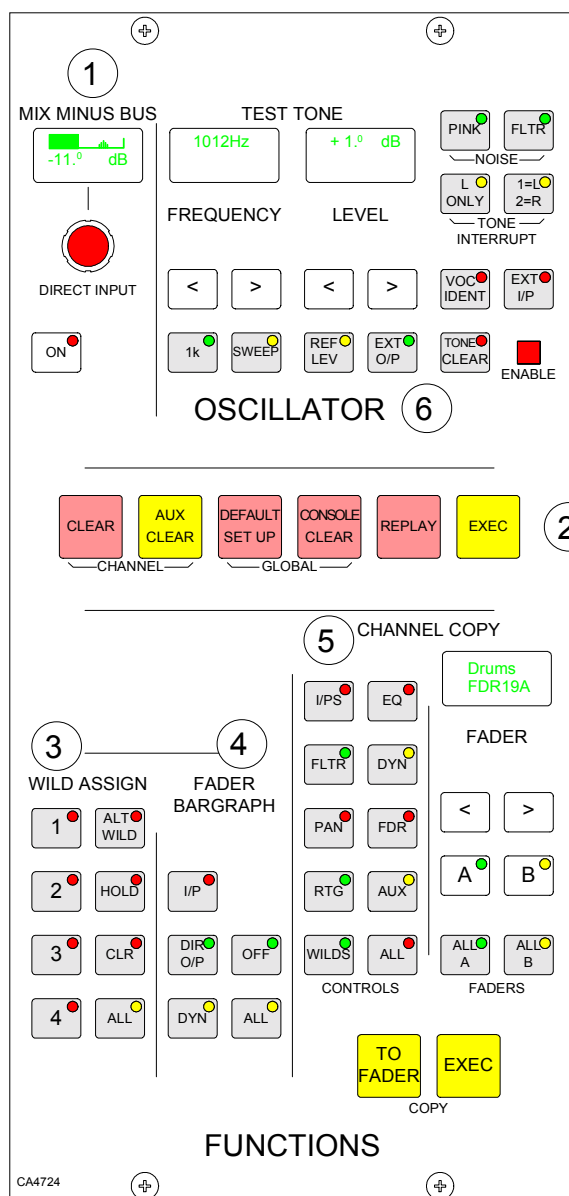 1
MIX MINUS BUS
-11.⁰ dB
DIRECT INPUT
ON
TEST TONE
1012Hz
+ 1.⁰ dB
FREQUENCY
LEVEL
< > < >
1k
SWEEP
REF
LEV
EXT
O/P
PINK
FLTR
NOISE
L
ONLY
1=L
2=R
TONE
INTERRUPT
VOC
IDENT
EXT
I/P
TONE
CLEAR
ENABLE
OSCILLATOR 6
CLEAR
AUX
CLEAR
CHANNEL
DEFAULT
SET UP
CONSOLE
CLEAR
GLOBAL
REPLAY
EXEC
2
3
WILD ASSIGN
1
ALT
WILD
2
HOLD
3
CLR
4
ALL
4
FADER
BARGRAPH
I/P
DIR
O/P
OFF
DYN
ALL
5
CHANNEL COPY
I/PS
EQ
FLTR
DYN
PAN
FDR
RTG
AUX
WILDS
ALL
CONTROLS
Drums
FDR19A
FADER
< >
A
B
ALL
A
ALL
B
FADERS
TO
FADER
EXEC
COPY
FUNCTIONS
CA4724